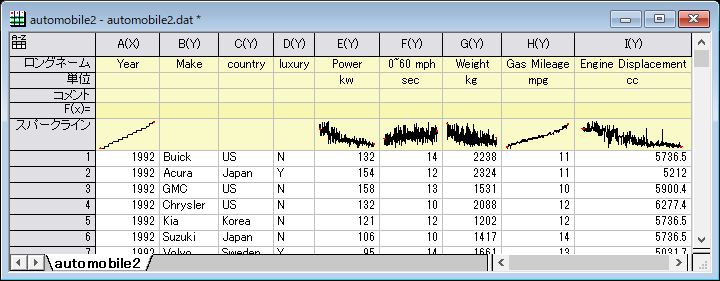 automobile2 - automobile2.dat *
A(X) B(Y) C(Y) D(Y) E(Y) F(Y) G(Y) H(Y) I(Y)
ロングネーム Year Make country luxury Power 0~60 mph Weight Gas Mileage Engine Displacement
単位 kw sec kg mpg cc
コメント
F(x)=
スパークライン
1 1992 Buick US N 132 14 2238 11 5736.5
2 1992 Acura Japan Y 154 12 2324 11 5212
3 1992 GMC US N 158 13 1531 10 5900.4
4 1992 Chrysler US N 132 10 2088 12 6277.4
5 1992 Kia Korea N 121 12 1202 12 5736.5
6 1992 Suzuki Japan N 106 10 1417 14 5736.5
7 1992 Volvo Sweden Y 95 14 1661 13 5031.7
automobile2